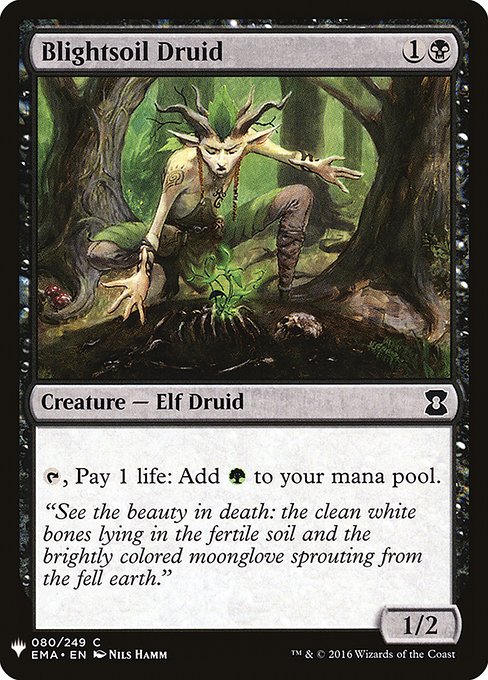 Blightsoil Druid 1
Creature — Elf Druid
, Pay 1 life: Add to your mana pool.
“See the beauty in death: the clean white
bones lying in the fertile soil and the
brightly colored moonglove sprouting from
the fell earth.”
1/2
080/249 C
EMA • EN Nils Hamm
™ & © 2016 Wizards of the Coast